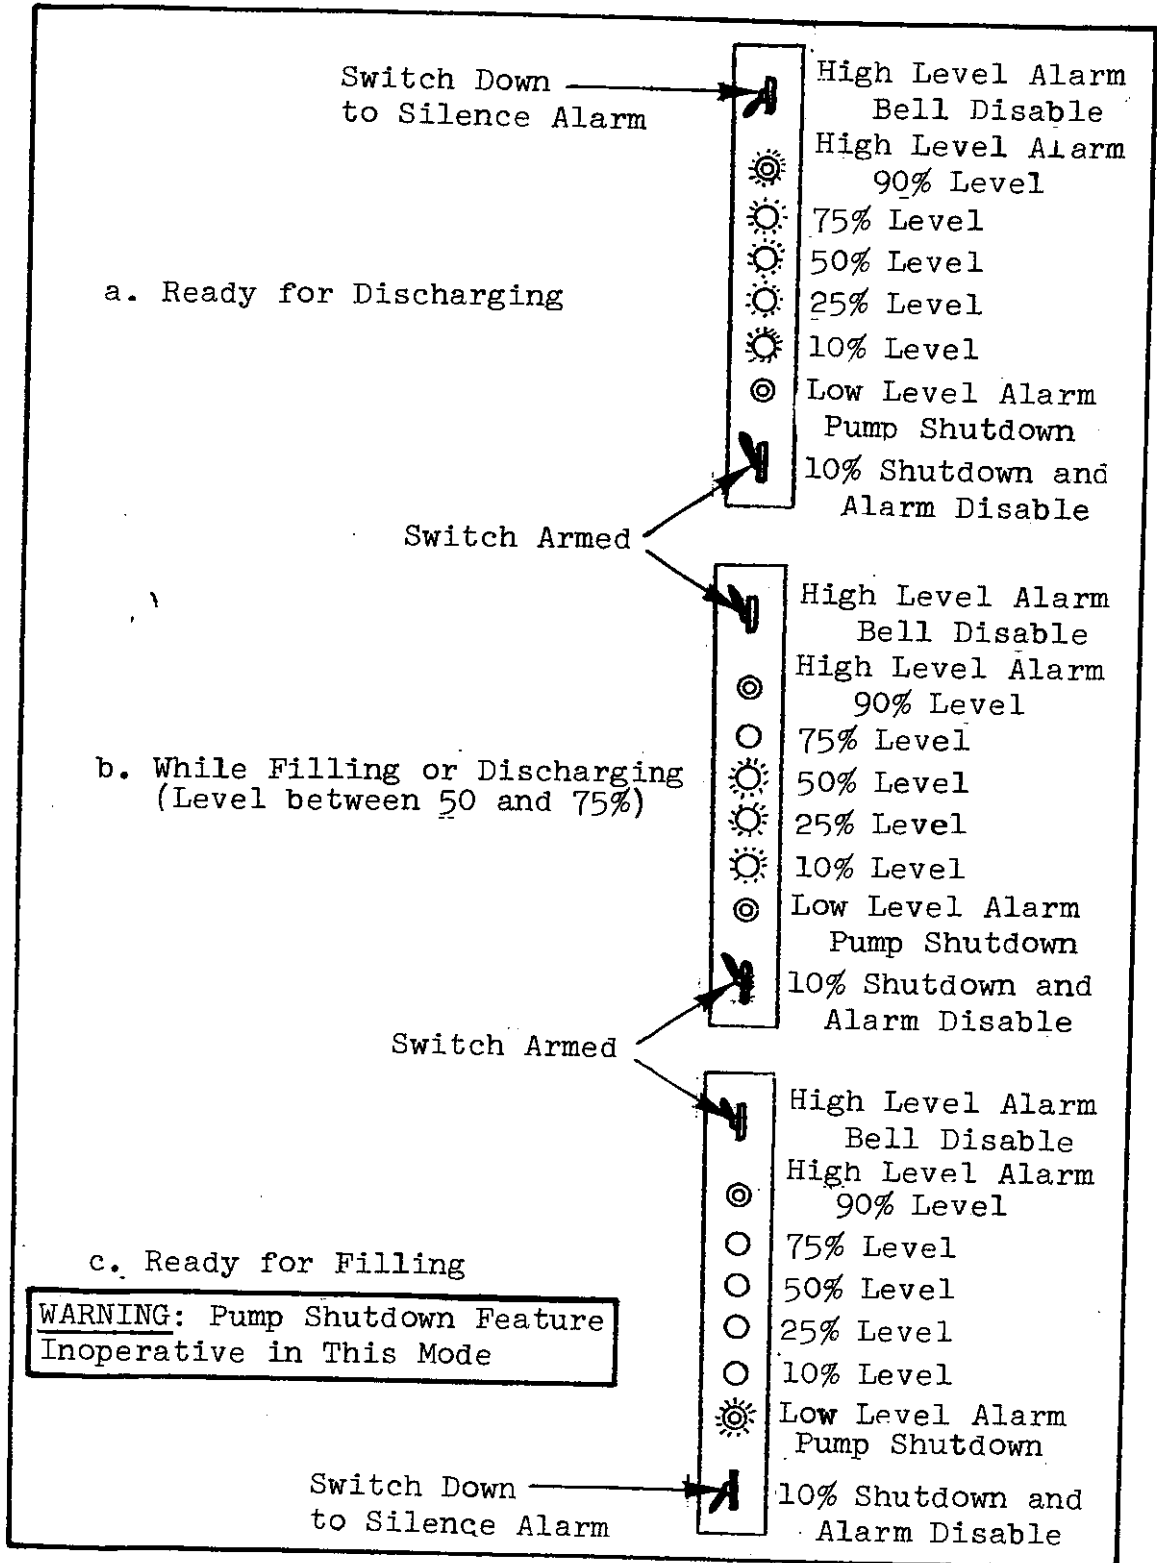 Switch Down
to Silence Alarm
High Level Alarm
Bell Disable
High Level Alarm
90% Level
75% Level
50% Level
a. Ready for Discharging
25% Level
10% Level
Low Level Alarm
Pump Shutdown
10% Shutdown and
Alarm Disable
Switch Armed
High Level Alarm
Bell Disable
High Level Alarm
90% Level
75% Level
b. While Filling or Discharging
(Level between 50 and 75%)
50% Level
25% Level
10% Level
Low Level Alarm
Pump Shutdown
10% Shutdown and
Alarm Disable
Switch Armed
High Level Alarm
Bell Disable
High Level Alarm
90% Level
75% Level
c. Ready for Filling
50% Level
WARNING: Pump Shutdown Feature
Inoperative in This Mode
25% Level
10% Level
Low Level Alarm
Pump Shutdown
Switch Down
to Silence Alarm
10% Shutdown and
Alarm Disable